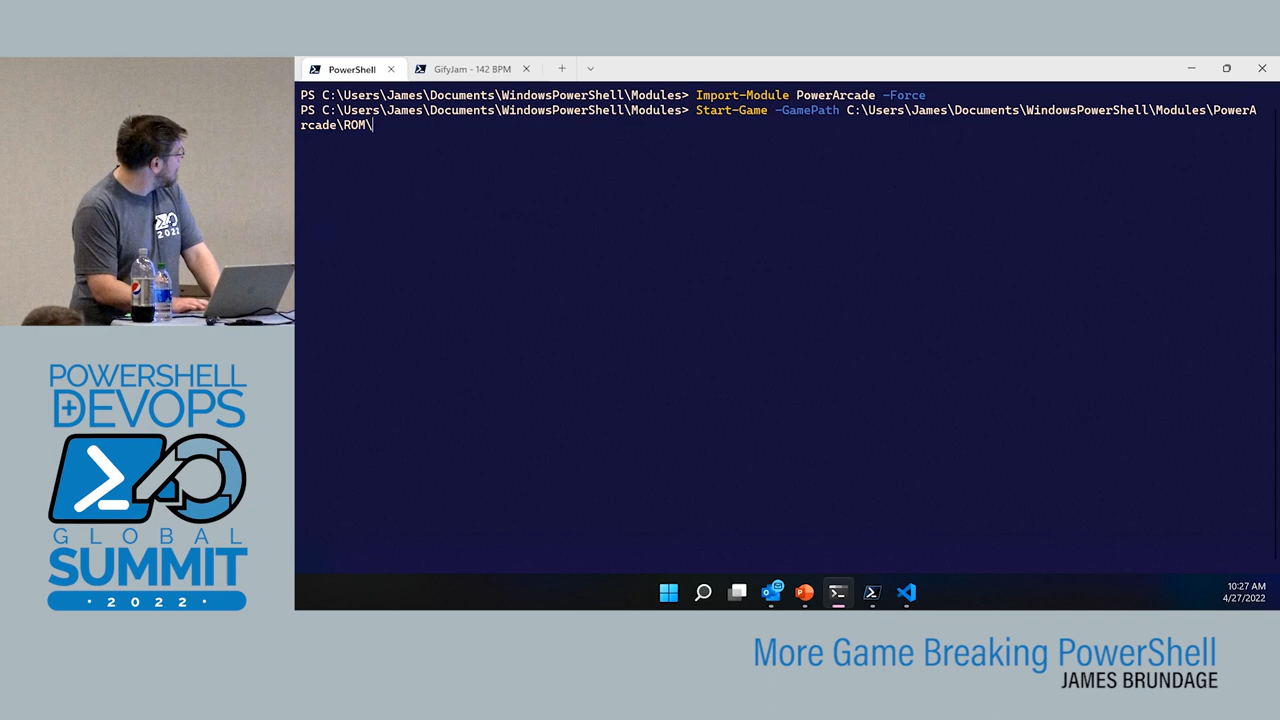 PowerShell
GifyJam - 142 BPM
PS C:\Users\James\Documents\WindowsPowerShell\Modules> Import-Module PowerArcade -Force
PS C:\Users\James\Documents\WindowsPowerShell\Modules> Start-Game -GamePath C:\Users\James\Documents\WindowsPowerShell\Modules\PowerA
rcade\ROM\
2022
POWERSHELL
+DEVOPS
GLOBAL
SUMMIT
· 2022 ·
10:27 AM
4/27/2022
More Game Breaking PowerShell
JAMES BRUNDAGE